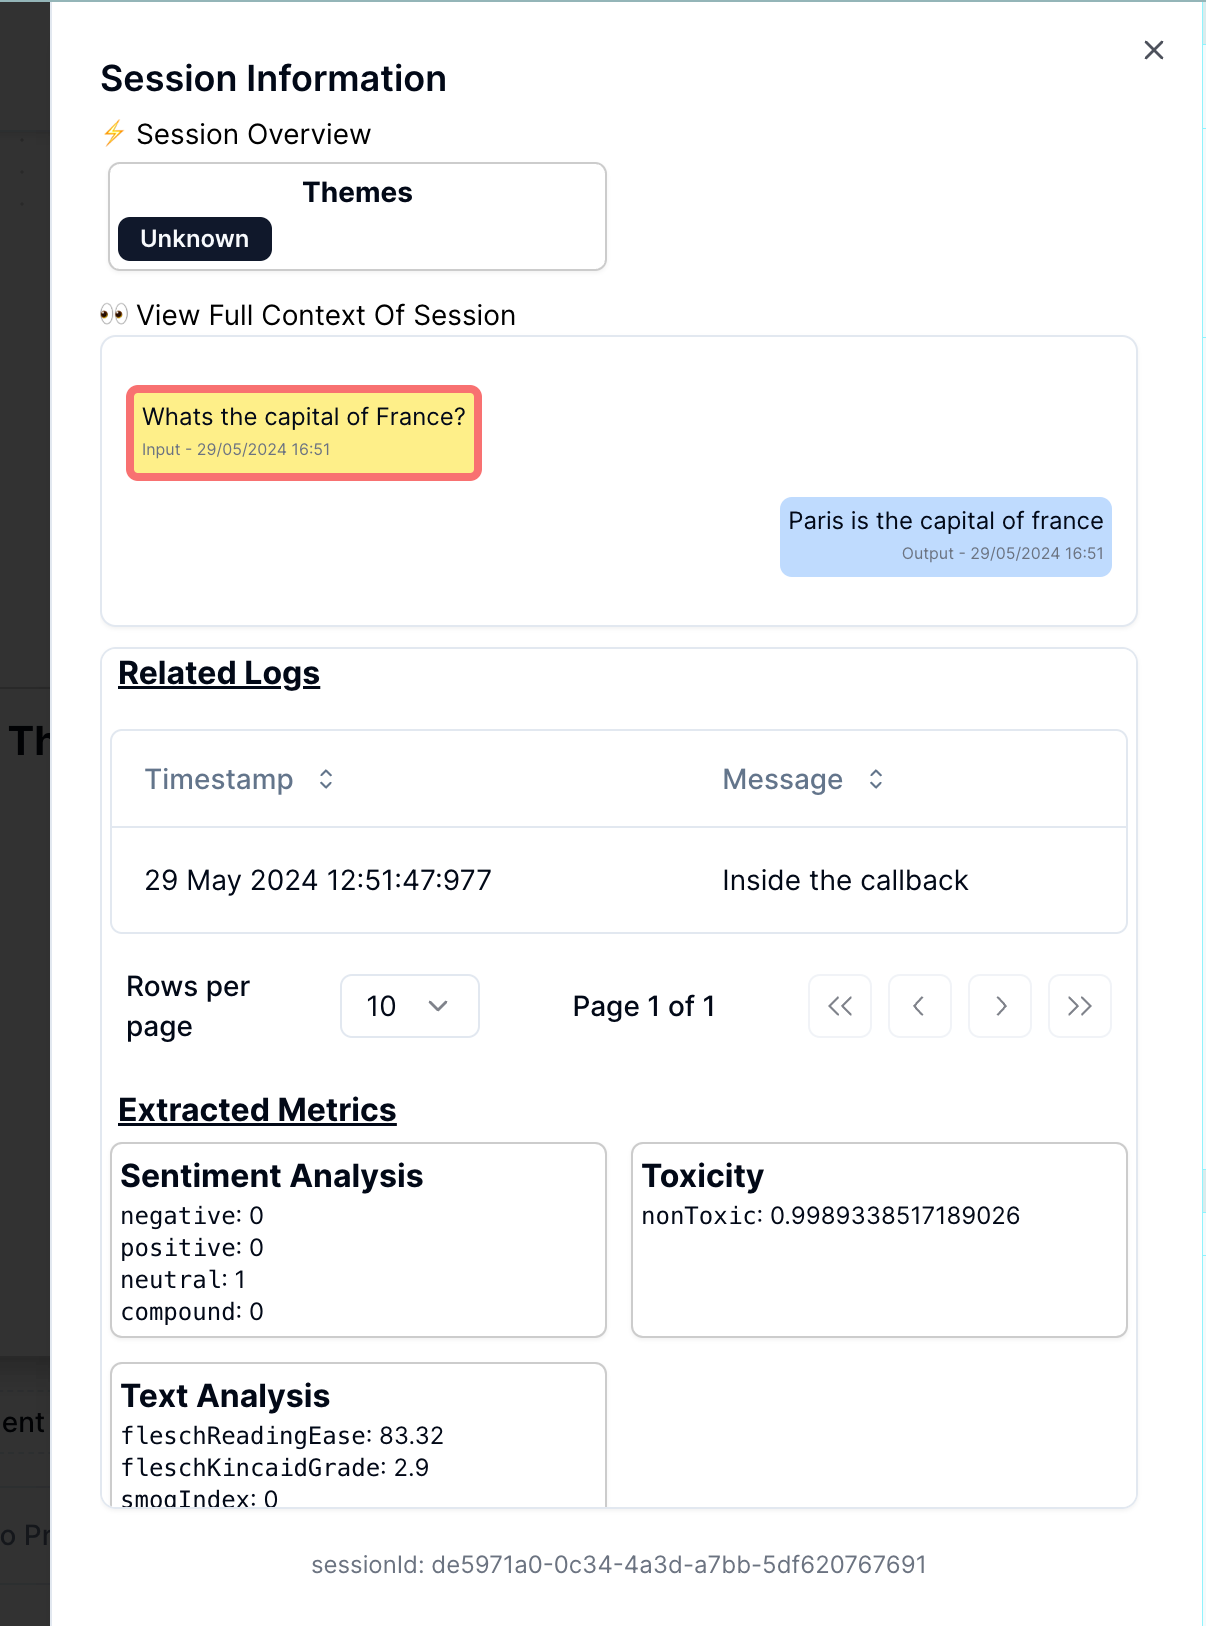 Session Information
⚡ Session Overview
Themes
Unknown
👀 View Full Context Of Session
Whats the capital of France?
Input - 29/05/2024 16:51
Paris is the capital of france
Output - 29/05/2024 16:51
Related Logs
Th
Timestamp Message
29 May 2024 12:51:47:977 Inside the callback
Rows per
page
10
Page 1 of 1
Extracted Metrics
Sentiment Analysis
negative: 0
positive: 0
neutral: 1
compound: 0
Toxicity
nonToxic: 0.9989338517189026
Text Analysis
fleschReadingEase: 83.32
fleschKincaidGrade: 2.9
smogIndex: 0
ent
o Pr
sessionId: de5971a0-0c34-4a3d-a7bb-5df620767691